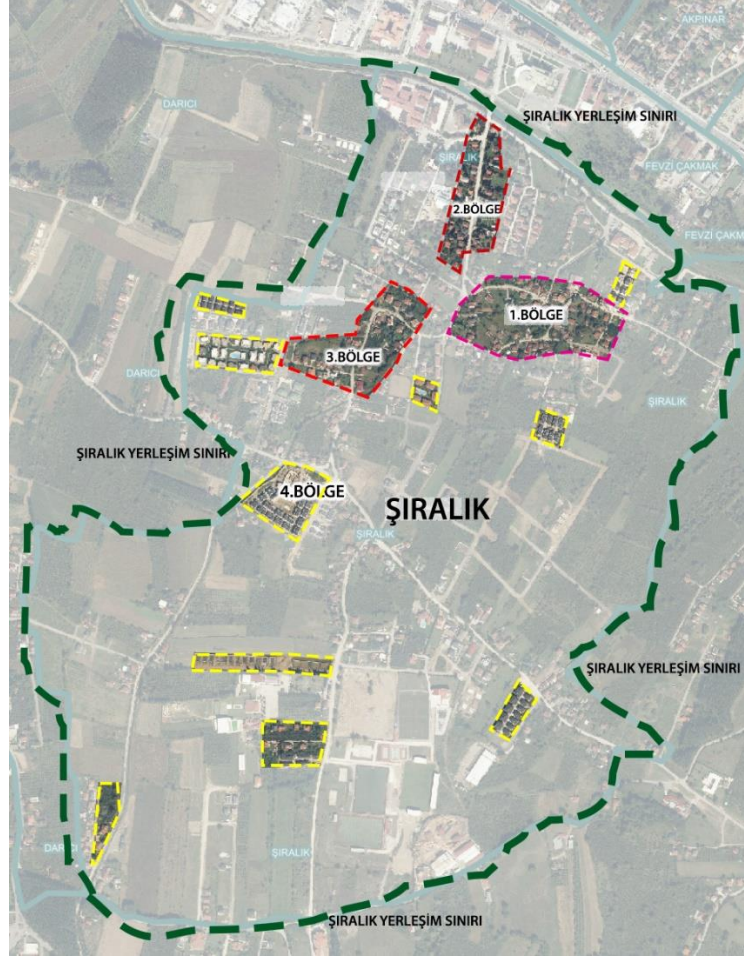 AKPINAR
DARICI
ŞIRALIK YERLEŞİM SINIRI
ŞIRALIK
FEVZİ ÇAKMAK
2.BÖLGE
FEVZİ ÇAKM
1.BÖLGE
3.BÖLGE
DARICI
ŞIRALIK
ŞIRALIK YERLEŞİM SINIRI
4.BÖLGE
ŞIRALIK
ŞIRALIK
ŞIRALIK YERLEŞİM SINIRI
DARICI
ŞIRALIK
ŞIRALIK YERLEŞİM SINIRI